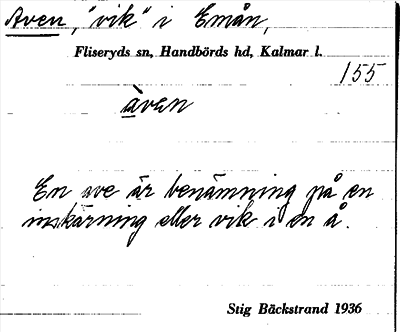 Aven, "vik" i Emån,
Fliseryds sn, Handbörds hd, Kalmar l.
155
àven
En ave är benämning på en
inskärning eller vik i en å.
Stig Bäckstrand 1936